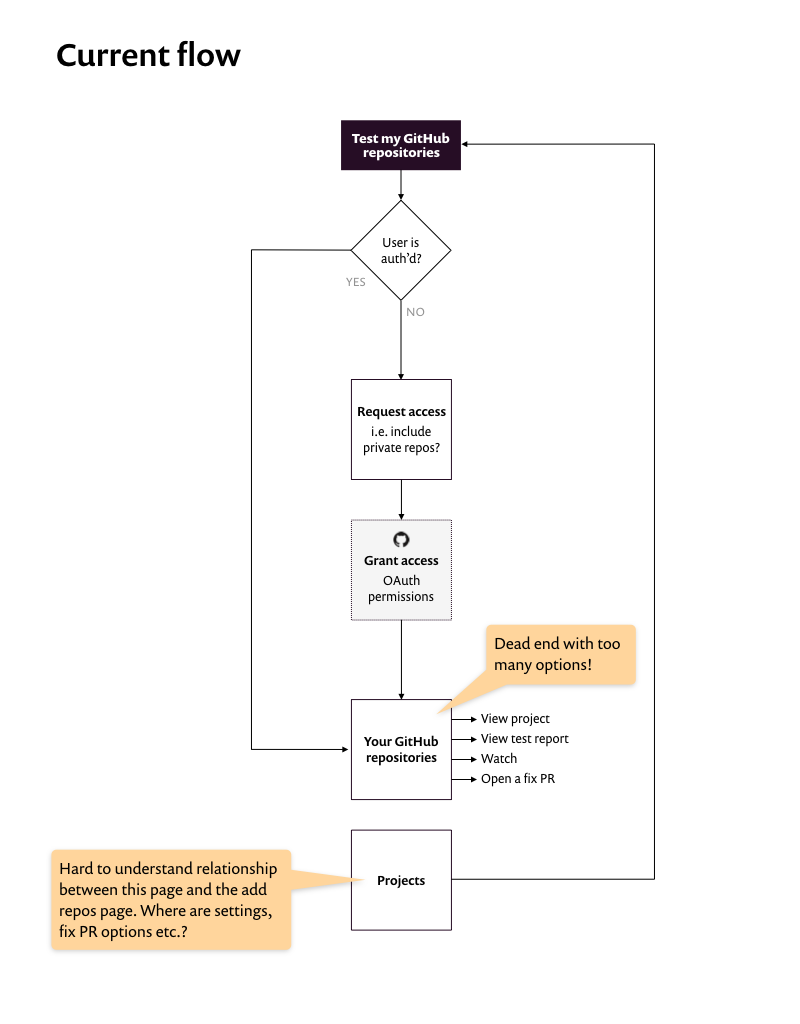 Current flow
Test my GitHub
repositories
User is
auth'd?
YES
NO
Request access
i.e. include
private repos?
Grant access
OAuth
permissions
Dead end with too
many options!
Your GitHub
repositories
View project
View test report
Watch
Open a fix PR
Hard to understand relationship
between this page and the add
repos page. Where are settings,
fix PR options etc.?
Projects